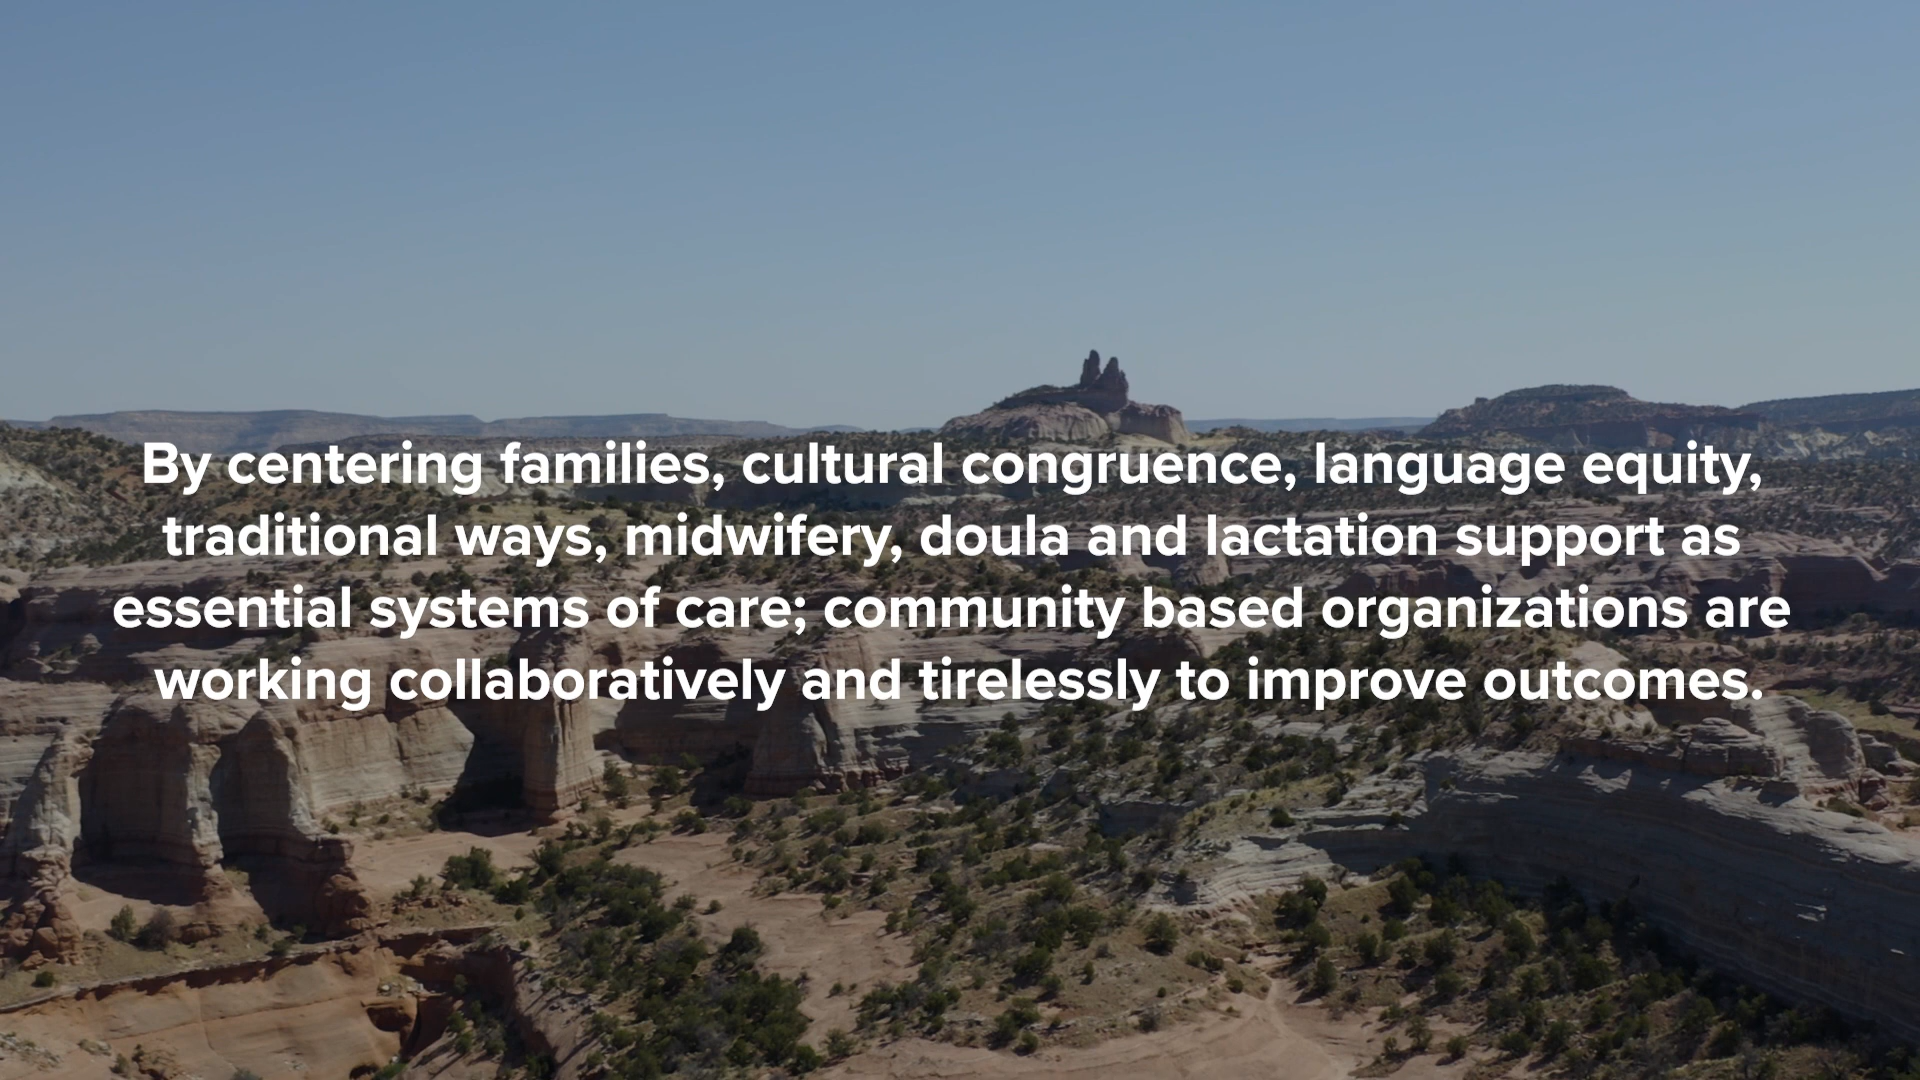 By centering families, cultural congruence, language equity,
traditional ways, midwifery, doula and lactation support as
essential systems of care; community based organizations are
working collaboratively and tirelessly to improve outcomes.